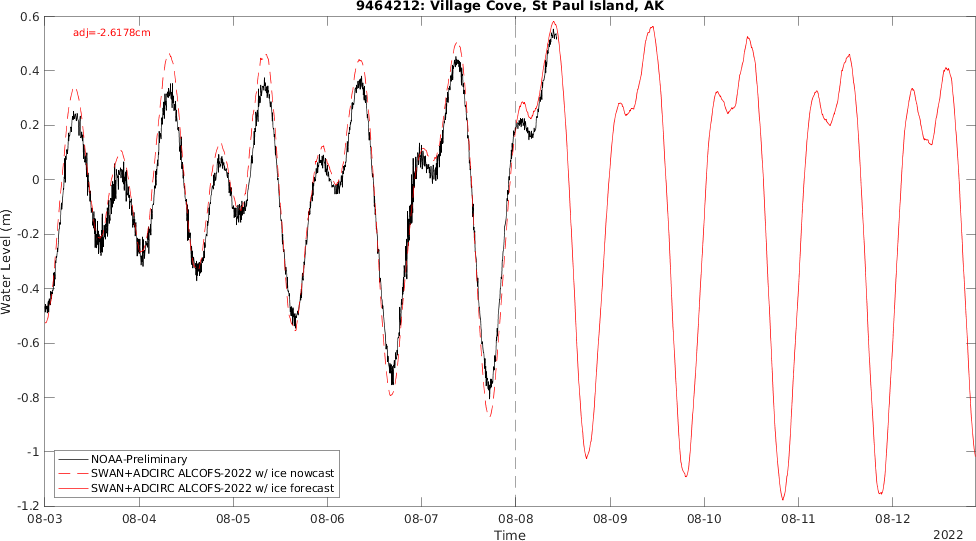 9464212: Village Cove, St Paul Island, AK
adj=-2.6178cm
Water Level (m)
0.6
0.4
0.2
0
-0.2
-0.4
-0.6
-0.8
-1
-1.2
NOAA-Preliminary
SWAN+ADCIRC ALCOFS-2022 w/ ice nowcast
SWAN+ADCIRC ALCOFS-2022 w/ ice forecast
08-03 08-04 08-05 08-06 08-07 08-08 08-09 08-10 08-11 08-12
Time
2022